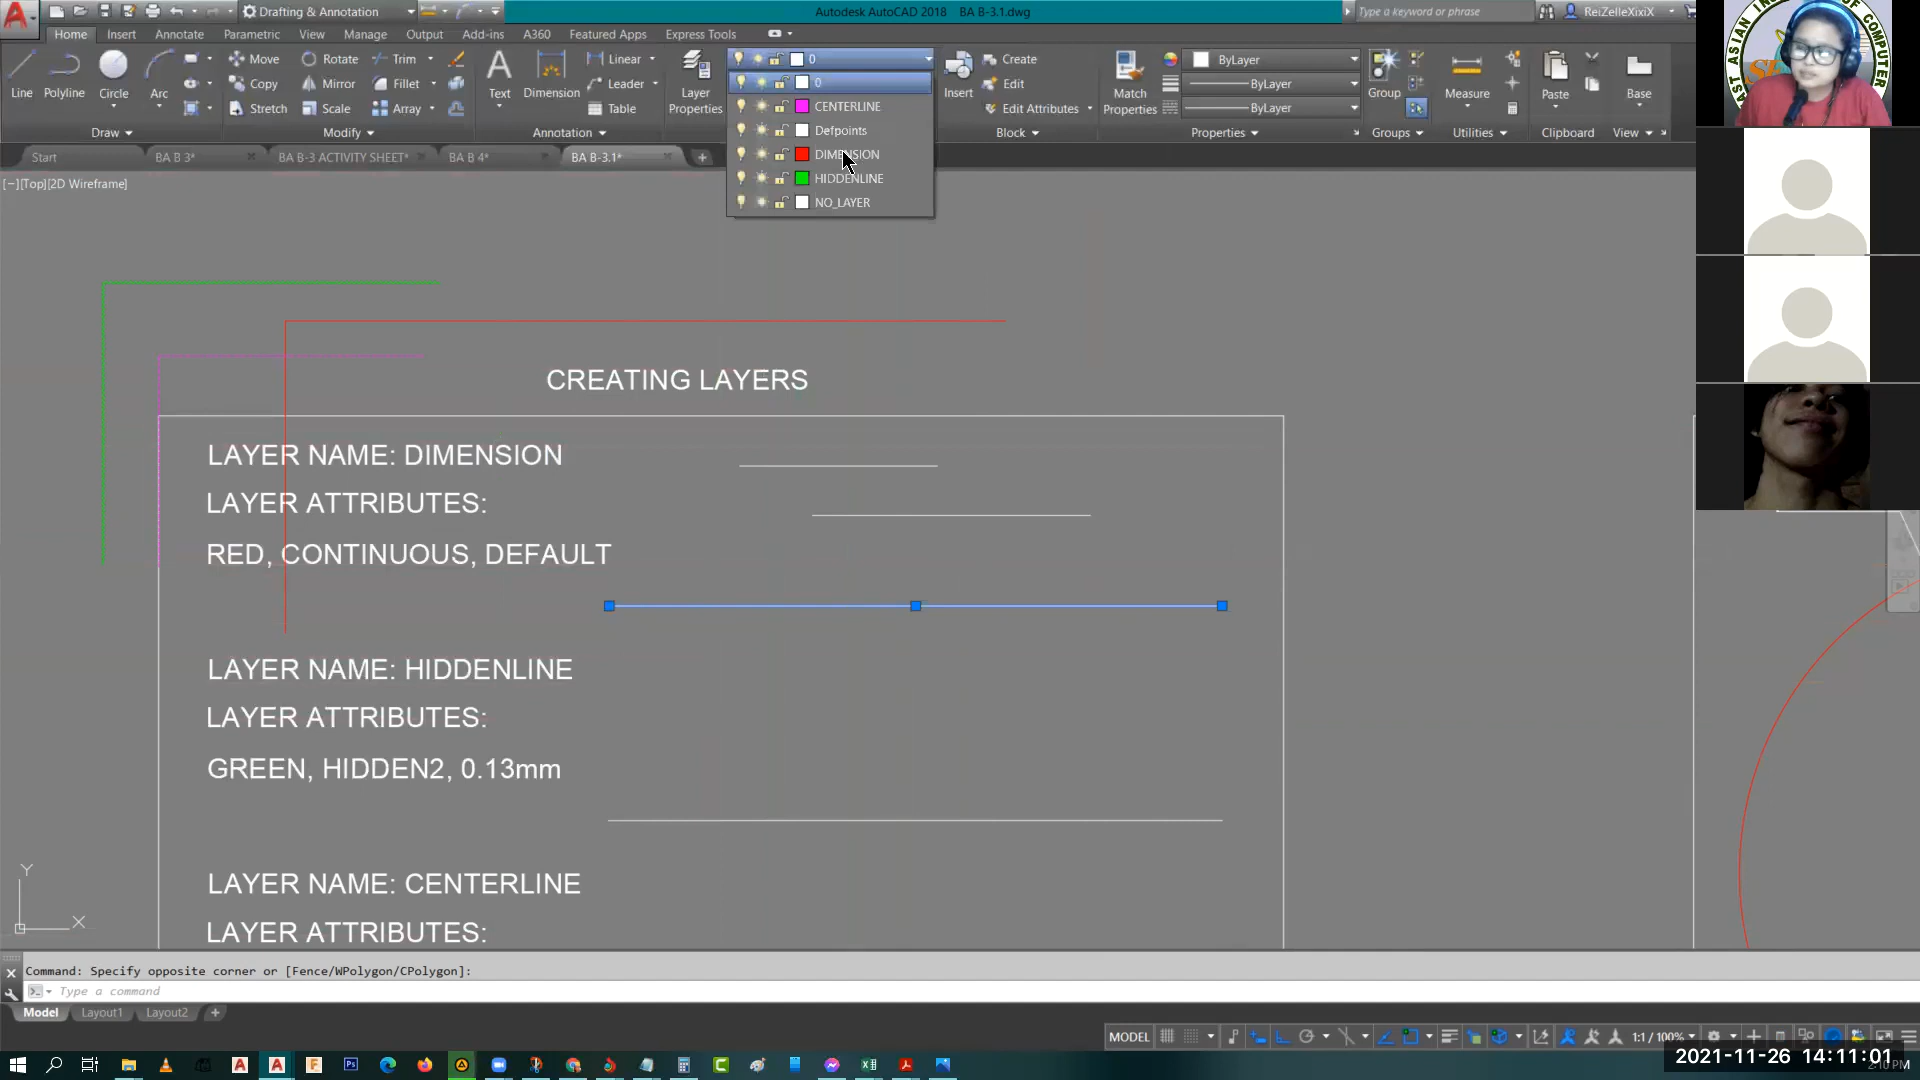 Drafting & Annotation
Autodesk AutoCAD 2018 BA B-3.1.dwg
Type a keyword or phrase
ReiZelleXixiX
Home Insert Annotate Parametric View Manage Output Add-ins A360 Featured Apps Express Tools
Line
Polyline
Circle
Arc
Move
Rotate
Trim
Copy
Mirror
Fillet
Stretch
Scale
Array
Text
Dimension
Linear
Leader
Table
Layer
Properties
0
0
CENTERLINE
Defpoints
DIMENSION
HIDDENLINE
NO_LAYER
Insert
Create
Edit
Edit Attributes
Match
Properties
ByLayer
ByLayer
ByLayer
Group
Measure
Paste
Base
Draw
Modify
Annotation
Block
Properties
Groups
Utilities
Clipboard
View
Start
BA B 3*
BA B-3 ACTIVITY SHEET*
BA B 4*
BA B-3.1*
[−][Top][2D Wireframe]
CREATING LAYERS
LAYER NAME: DIMENSION
LAYER ATTRIBUTES:
RED, CONTINUOUS, DEFAULT
LAYER NAME: HIDDENLINE
LAYER ATTRIBUTES:
GREEN, HIDDEN2, 0.13mm
LAYER NAME: CENTERLINE
LAYER ATTRIBUTES:
Y
X
Command: Specify opposite corner or [Fence/WPolygon/CPolygon]:
Type a command
Model Layout1 Layout2
MODEL
1:1 / 100%
2021-11-26 14:11:01